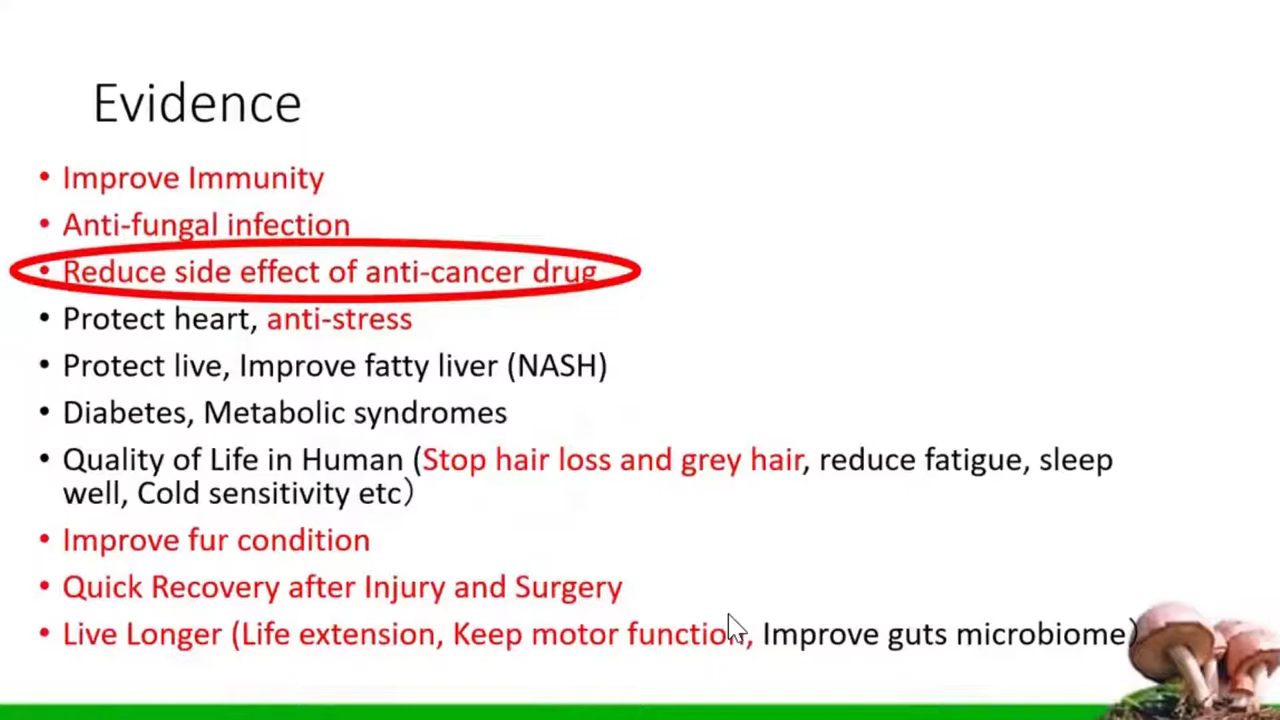 Evidence
• Improve Immunity
• Anti-fungal infection
• Reduce side effect of anti-cancer drug
• Protect heart, anti-stress
• Protect live, Improve fatty liver (NASH)
• Diabetes, Metabolic syndromes
• Quality of Life in Human (Stop hair loss and grey hair, reduce fatigue, sleep
well, Cold sensitivity etc）
• Improve fur condition
• Quick Recovery after Injury and Surgery
• Live Longer (Life extension, Keep motor function, Improve guts microbiome)